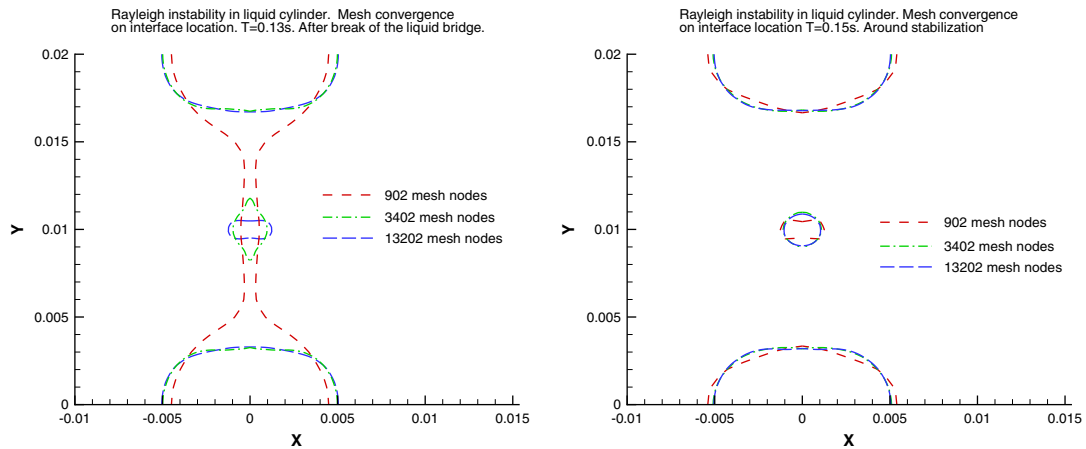 Rayleigh instability in liquid cylinder.  Mesh convergence
on interface location. T=0.13s. After break of the liquid bridge.
0.02
0.015
0.01
0.005
0
Y
-0.01
-0.005
0
0.005
0.01
0.015
X
902 mesh nodes
3402 mesh nodes
13202 mesh nodes
Rayleigh instability in liquid cylinder. Mesh convergence
on interface location T=0.15s. Around stabilization
0.02
0.015
0.01
0.005
0
Y
-0.01
-0.005
0
0.005
0.01
0.015
X
902 mesh nodes
3402 mesh nodes
13202 mesh nodes